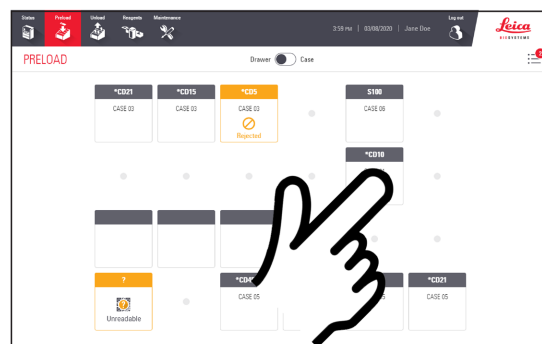 Status Preload Unload Reagents Maintenance
3:59 PM | 03/08/2020 | Jane Doe
Log out
Leica
BIOSYSTEMS
PRELOAD
Drawer Case
*CD21 *CD15 *CD5 S100
CASE 03 CASE 03 CASE 03 CASE 06
Rejected
*CD10
? *CD21
CASE 05 CASE 05
Unreadable